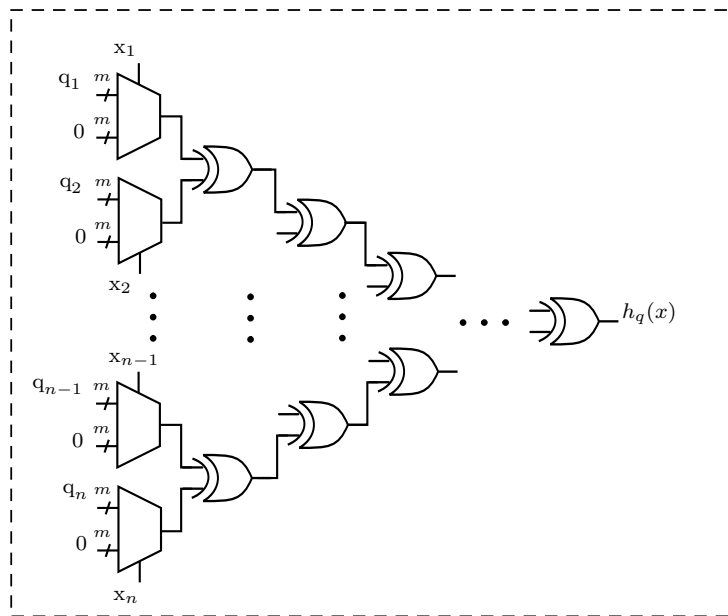 x₁
q₁ m
0 m
q₂ m
0 m
x₂
h_q(x)
xₙ₋₁
qₙ₋₁ m
0 m
qₙ m
0 m
xₙ